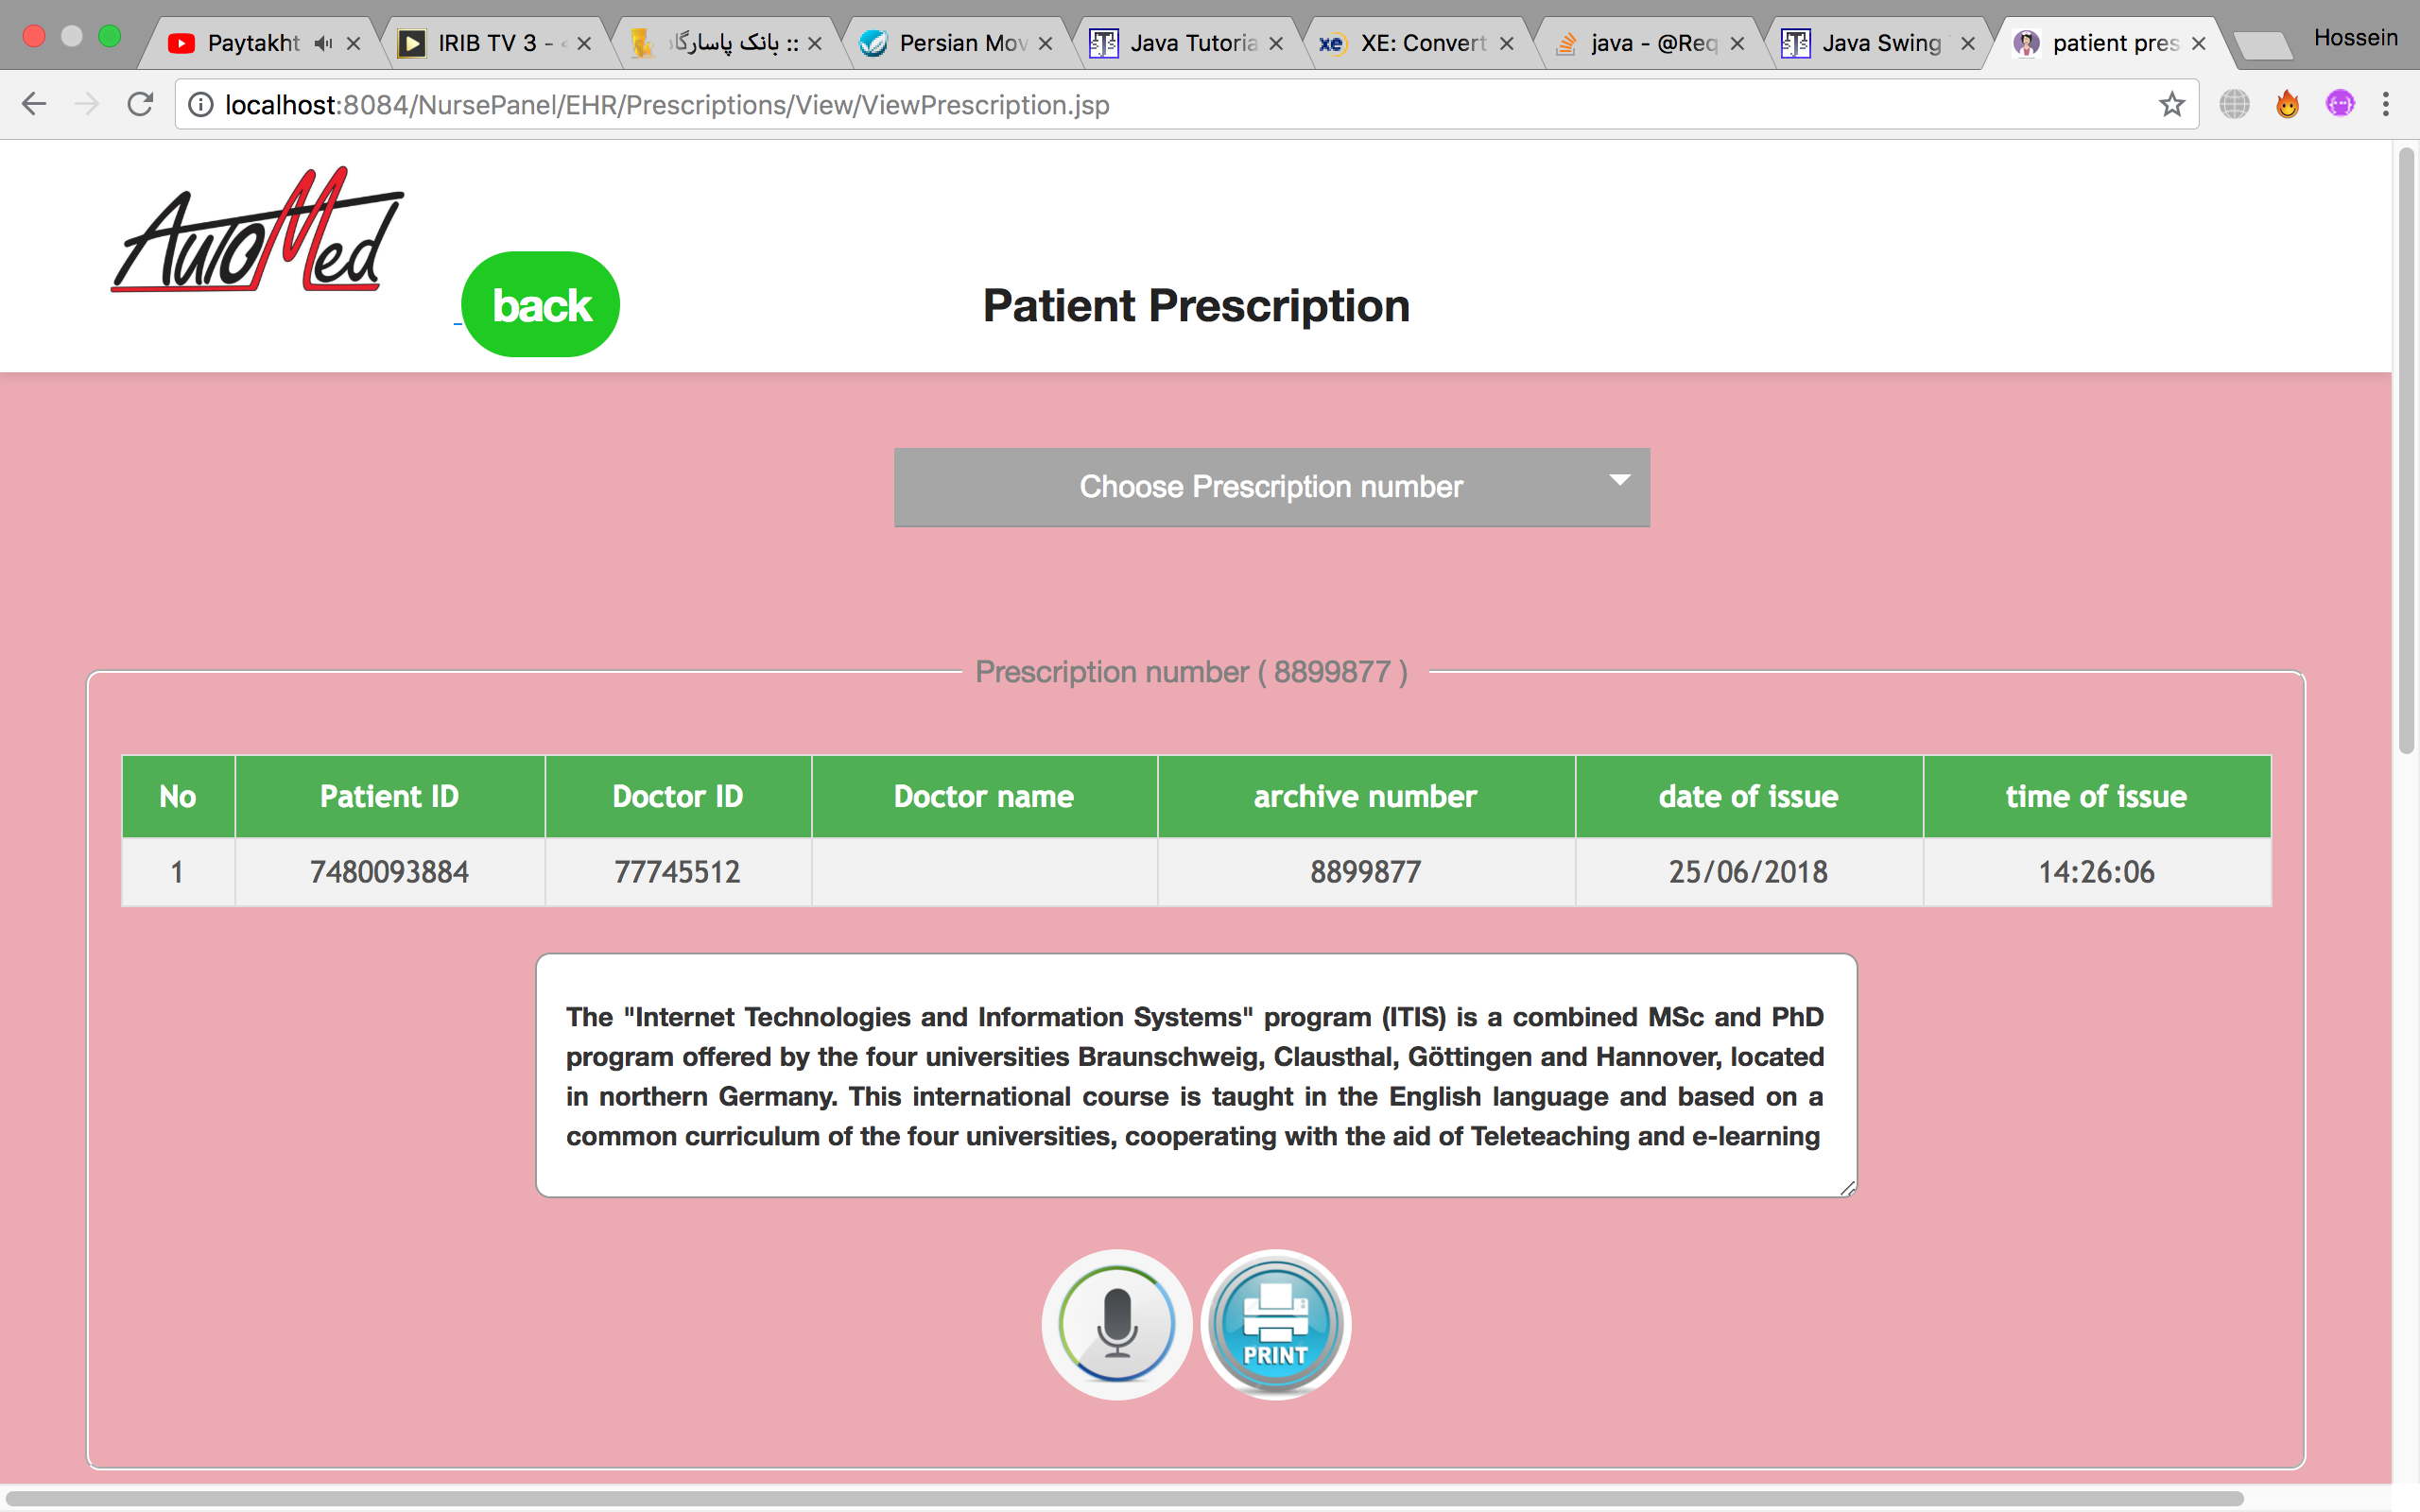 Paytakht
IRIB TV 3 -
بانک پاسارگاد ::
Persian Mov
Java Tutoria
XE: Convert
java - @Req
Java Swing
patient pres
Hossein
localhost:8084/NursePanel/EHR/Prescriptions/View/ViewPrescription.jsp
AutoMed
back
Patient Prescription
Choose Prescription number
Prescription number ( 8899877 )
No Patient ID Doctor ID Doctor name archive number date of issue time of issue
1 7480093884 77745512 8899877 25/06/2018 14:26:06
The "Internet Technologies and Information Systems" program (ITIS) is a combined MSc and PhD
program offered by the four universities Braunschweig, Clausthal, Göttingen and Hannover, located
in northern Germany. This international course is taught in the English language and based on a
common curriculum of the four universities, cooperating with the aid of Teleteaching and e-learning
PRINT